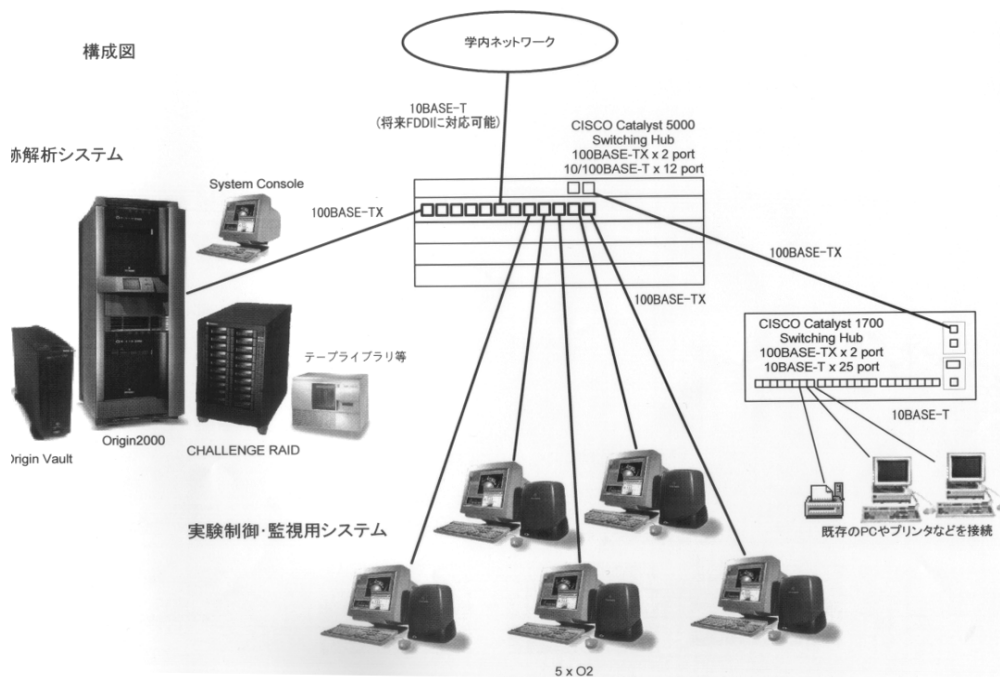 構成図
学内ネットワーク
10BASE-T
(将来FDDIに対応可能)
CISCO Catalyst 5000
Switching Hub
100BASE-TX x 2 port
10/100BASE-T x 12 port
跡解析システム
System Console
100BASE-TX
100BASE-TX
100BASE-TX
CISCO Catalyst 1700
Switching Hub
100BASE-TX x 2 port
10BASE-T x 25 port
10BASE-T
テープライブラリ等
Origin2000
CHALLENGE RAID
Origin Vault
実験制御・監視用システム
既存のPCやプリンタなどを接続
5 x O2